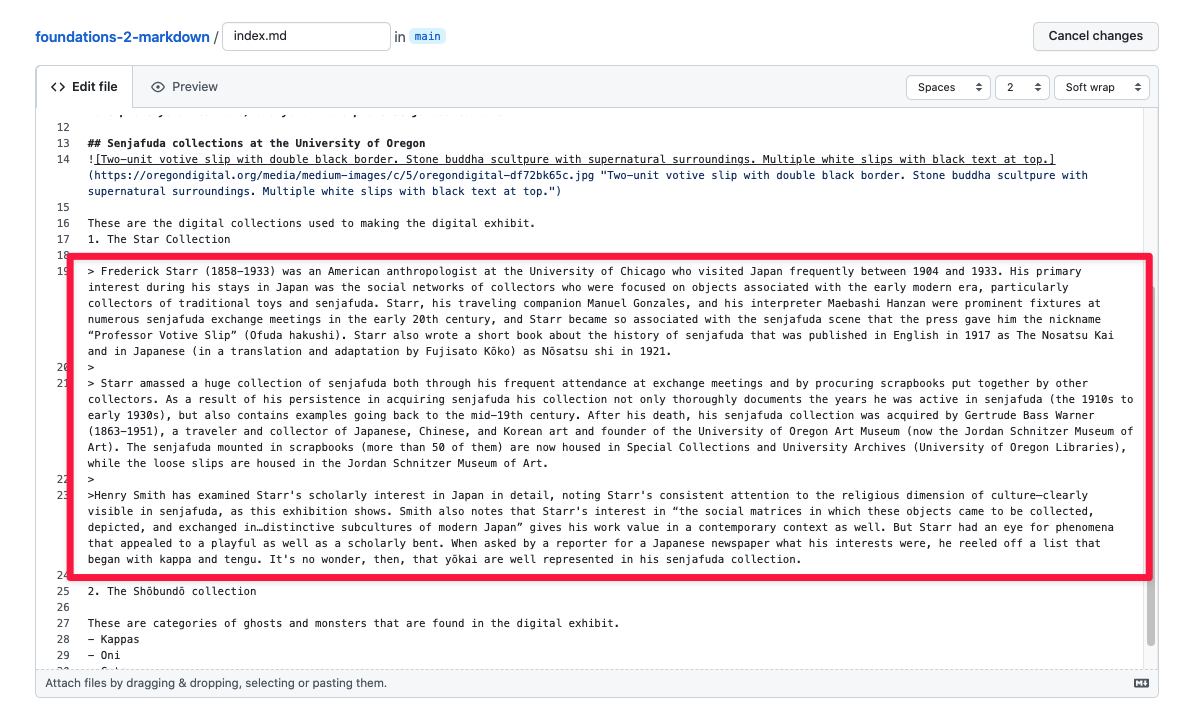 foundations-2-markdown / index.md in main Cancel changes
<> Edit file Preview Spaces 2 Soft wrap
12
13 ## Senjafuda collections at the University of Oregon
14 ![Two-unit votive slip with double black border. Stone buddha scultpure with supernatural surroundings. Multiple white slips with black text at top.]
(https://oregondigital.org/media/medium-images/c/5/oregondigital-df72bk65c.jpg "Two-unit votive slip with double black border. Stone buddha scultpure with
supernatural surroundings. Multiple white slips with black text at top.")
15
16 These are the digital collections used to making the digital exhibit.
17 1. The Star Collection
18
19 > Frederick Starr (1858–1933) was an American anthropologist at the University of Chicago who visited Japan frequently between 1904 and 1933. His primary
interest during his stays in Japan was the social networks of collectors who were focused on objects associated with the early modern era, particularly
collectors of traditional toys and senjafuda. Starr, his traveling companion Manuel Gonzales, and his interpreter Maebashi Hanzan were prominent fixtures at
numerous senjafuda exchange meetings in the early 20th century, and Starr became so associated with the senjafuda scene that the press gave him the nickname
“Professor Votive Slip” (Ofuda hakushi). Starr also wrote a short book about the history of senjafuda that was published in English in 1917 as The Nosatsu Kai
and in Japanese (in a translation and adaptation by Fujisato Kōko) as Nōsatsu shi in 1921.
20 >
21 > Starr amassed a huge collection of senjafuda both through his frequent attendance at exchange meetings and by procuring scrapbooks put together by other
collectors. As a result of his persistence in acquiring senjafuda his collection not only thoroughly documents the years he was active in senjafuda (the 1910s to
early 1930s), but also contains examples going back to the mid-19th century. After his death, his senjafuda collection was acquired by Gertrude Bass Warner
(1863–1951), a traveler and collector of Japanese, Chinese, and Korean art and founder of the University of Oregon Art Museum (now the Jordan Schnitzer Museum of
Art). The senjafuda mounted in scrapbooks (more than 50 of them) are now housed in Special Collections and University Archives (University of Oregon Libraries),
while the loose slips are housed in the Jordan Schnitzer Museum of Art.
22 >
23 >Henry Smith has examined Starr's scholarly interest in Japan in detail, noting Starr's consistent attention to the religious dimension of culture—clearly
visible in senjafuda, as this exhibition shows. Smith also notes that Starr's interest in “the social matrices in which these objects came to be collected,
depicted, and exchanged in…distinctive subcultures of modern Japan” gives his work value in a contemporary context as well. But Starr had an eye for phenomena
that appealed to a playful as well as a scholarly bent. When asked by a reporter for a Japanese newspaper what his interests were, he reeled off a list that
began with kappa and tengu. It's no wonder, then, that yōkai are well represented in his senjafuda collection.
24
25 2. The Shōbundō collection
26
27 These are categories of ghosts and monsters that are found in the digital exhibit.
28 - Kappas
29 - Oni
Attach files by dragging & dropping, selecting or pasting them.